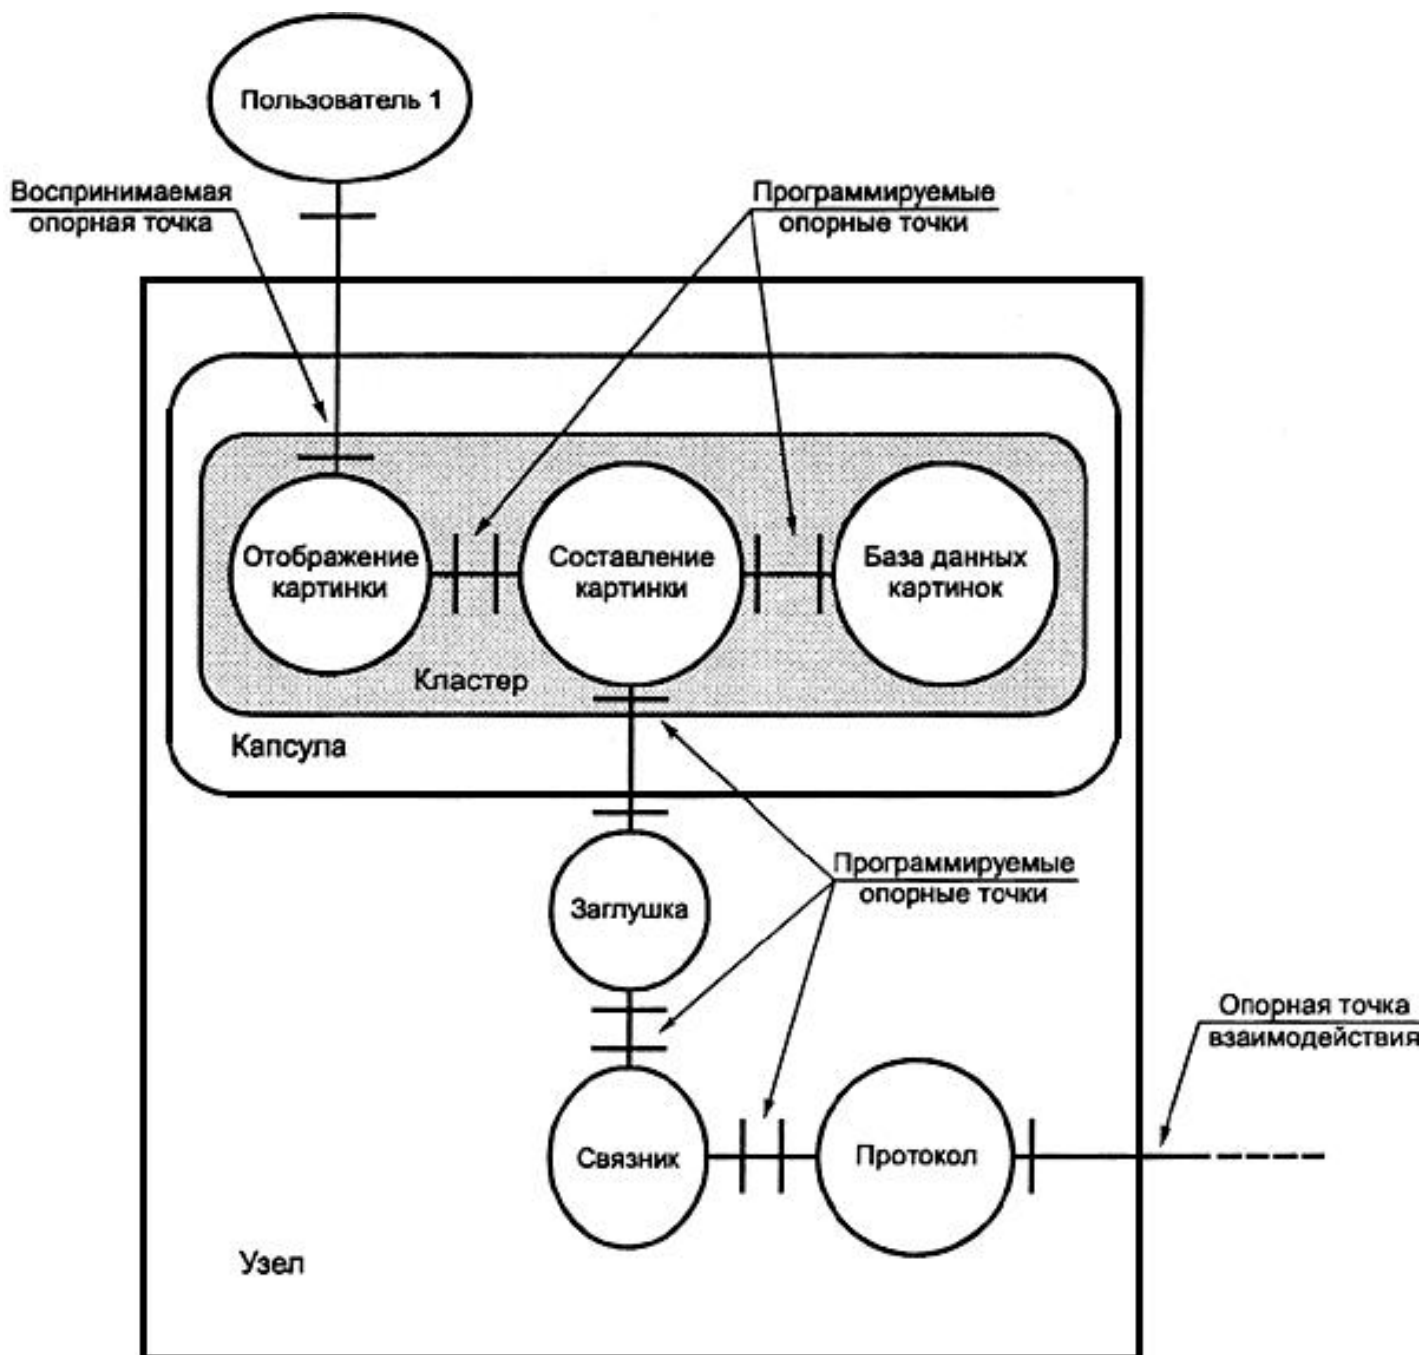 Пользователь 1
Воспринимаемая
опорная точка
Программируемые
опорные точки
Отображение
картинки
Составление
картинки
База данных
картинок
Кластер
Капсула
Программируемые
опорные точки
Заглушка
Опорная точка
взаимодействия
Связник
Протокол
Узел